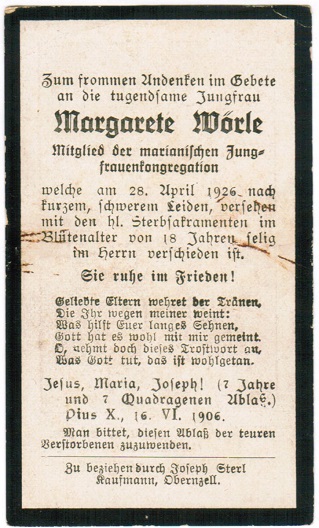 Zum frommen Andenken im Gebete
an die tugendsame Jungfrau
Margarete Wörle
Mitglied der marianischen Jung-
frauenkongregation
welche am 28. April 1926 nach
kurzem, schwerem Leiden, versehen
mit den hl. Sterbsakramenten im
Blütenalter von 18 Jahren selig
im Herrn verschieden ist.
Sie ruhe im Frieden!
Geliebte Eltern wehret der Tränen,
Die Ihr wegen meiner weint:
Was hilft Euer langes Sehnen,
Gott hat es wohl mit mir gemeint.
O, nehmt doch dieses Trostwort an,
Was Gott tut, das ist wohlgetan.
Jesus, Maria, Joseph! (7 Jahre
und 7 Quadragenen Ablaß.)
Pius X., 16. VI. 1906.
Man bittet, diesen Ablaß der teuren
Verstorbenen zuzuwenden.
Zu beziehen durch Joseph Sterl
Kaufmann, Obernzell.